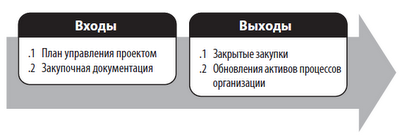 Входы
.1 План управления проектом
.2 Закупочная документация
Выходы
.1 Закрытые закупки
.2 Обновления активов процессов
организации